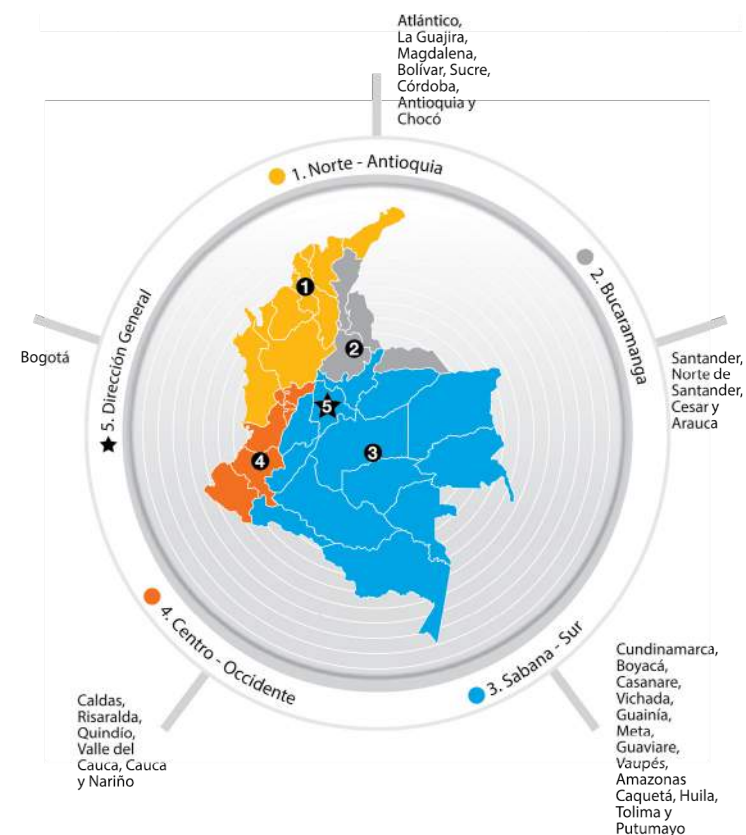 Atlántico,
La Guajira,
Magdalena,
Bolívar, Sucre,
Córdoba,
Antioquia y
Chocó
1. Norte - Antioquia
2. Bucaramanga
Santander,
Norte de
Santander,
Cesar y
Arauca
5. Dirección General
Bogotá
1
2
5
3
4
4. Centro - Occidente
Caldas,
Risaralda,
Quindío,
Valle del
Cauca, Cauca
y Nariño
3. Sabana - Sur
Cundinamarca,
Boyacá,
Casanare,
Vichada,
Guainía,
Meta,
Guaviare,
Vaupés,
Amazonas
Caquetá, Huila,
Tolima y
Putumayo